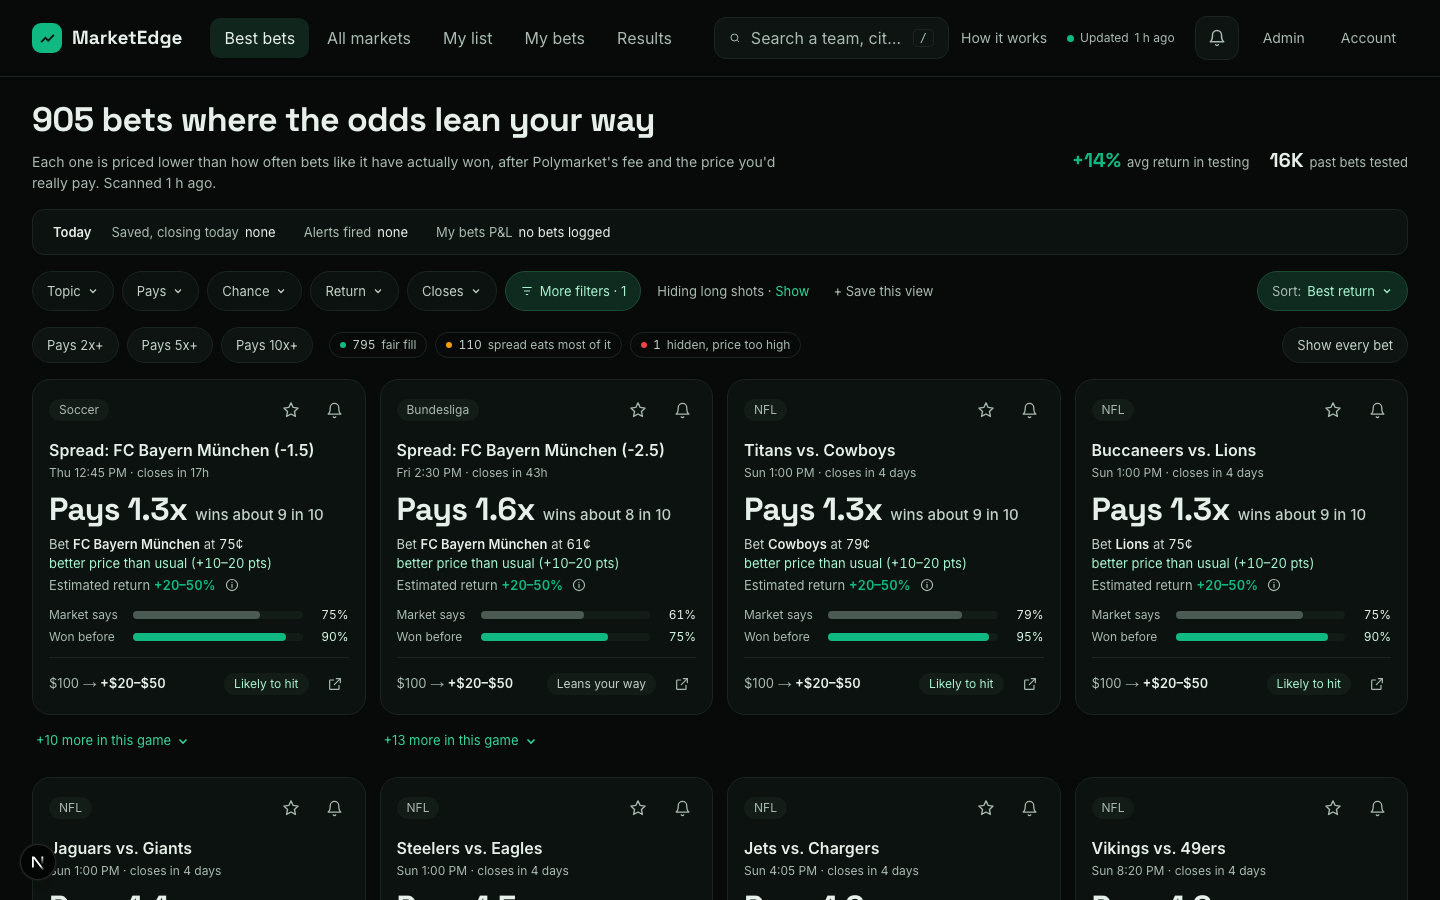 MarketEdge
Best bets
All markets
My list
My bets
Results
Search a team, cit...
/
How it works
Updated 1 h ago
Admin
Account
905 bets where the odds lean your way
Each one is priced lower than how often bets like it have actually won, after Polymarket's fee and the price you'd
really pay. Scanned 1 h ago.
+14% avg return in testing
16K past bets tested
Today
Saved, closing today none
Alerts fired none
My bets P&L no bets logged
Topic
Pays
Chance
Return
Closes
More filters · 1
Hiding long shots · Show
+ Save this view
Sort: Best return
Pays 2x+
Pays 5x+
Pays 10x+
795 fair fill
110 spread eats most of it
1 hidden, price too high
Show every bet
Soccer
Spread: FC Bayern München (-1.5)
Thu 12:45 PM · closes in 17h
Pays 1.3x wins about 9 in 10
Bet FC Bayern München at 75¢
better price than usual (+10–20 pts)
Estimated return +20–50%
Market says 75%
Won before 90%
$100 → +$20–$50
Likely to hit
+10 more in this game
Bundesliga
Spread: FC Bayern München (-2.5)
Fri 2:30 PM · closes in 43h
Pays 1.6x wins about 8 in 10
Bet FC Bayern München at 61¢
better price than usual (+10–20 pts)
Estimated return +20–50%
Market says 61%
Won before 75%
$100 → +$20–$50
Leans your way
+13 more in this game
NFL
Titans vs. Cowboys
Sun 1:00 PM · closes in 4 days
Pays 1.3x wins about 9 in 10
Bet Cowboys at 79¢
better price than usual (+10–20 pts)
Estimated return +20–50%
Market says 79%
Won before 95%
$100 → +$20–$50
Likely to hit
NFL
Buccaneers vs. Lions
Sun 1:00 PM · closes in 4 days
Pays 1.3x wins about 9 in 10
Bet Lions at 75¢
better price than usual (+10–20 pts)
Estimated return +20–50%
Market says 75%
Won before 90%
$100 → +$20–$50
Likely to hit
NFL
Jaguars vs. Giants
Sun 1:00 PM · closes in 4 days
N
NFL
Steelers vs. Eagles
Sun 1:00 PM · closes in 4 days
NFL
Jets vs. Chargers
Sun 4:05 PM · closes in 4 days
NFL
Vikings vs. 49ers
Sun 8:20 PM · closes in 4 days